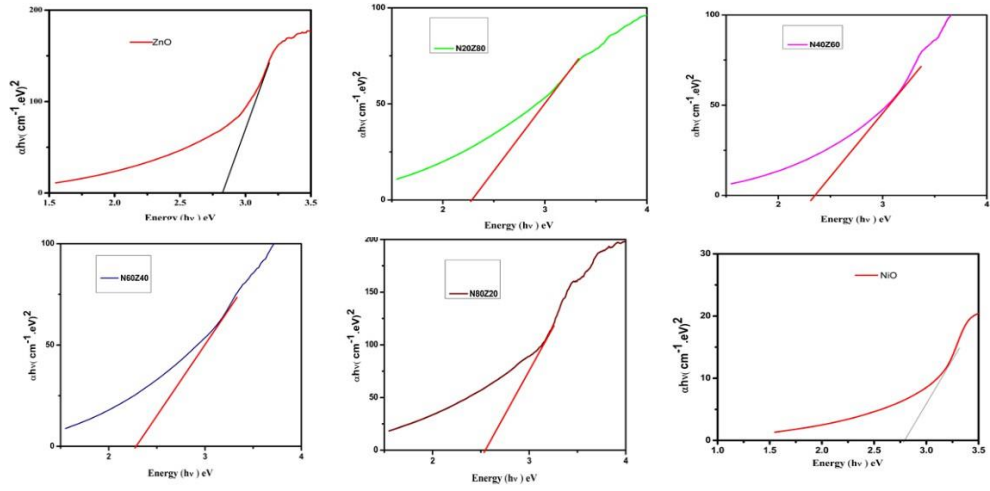 αhν( cm⁻¹.eV)²
200
100
0
ZnO
1.5 2.0 2.5 3.0 3.5
Energy (hν ) eV
αhν( cm⁻¹.eV)²
100
50
0
N20Z80
2 3 4
Energy (hν ) eV
αhν( cm⁻¹.eV)²
100
50
0
N40Z60
2 3 4
Energy (hν ) eV
αhν( cm⁻¹.eV)²
100
50
0
N60Z40
2 3 4
Energy (hν ) eV
αhν( cm⁻¹.eV)²
200
150
100
50
0
N80Z20
2 3 4
Energy (hν ) eV
αhν( cm⁻¹.eV)²
30
20
10
0
NiO
1.0 1.5 2.0 2.5 3.0 3.5
Energy (hν ) eV